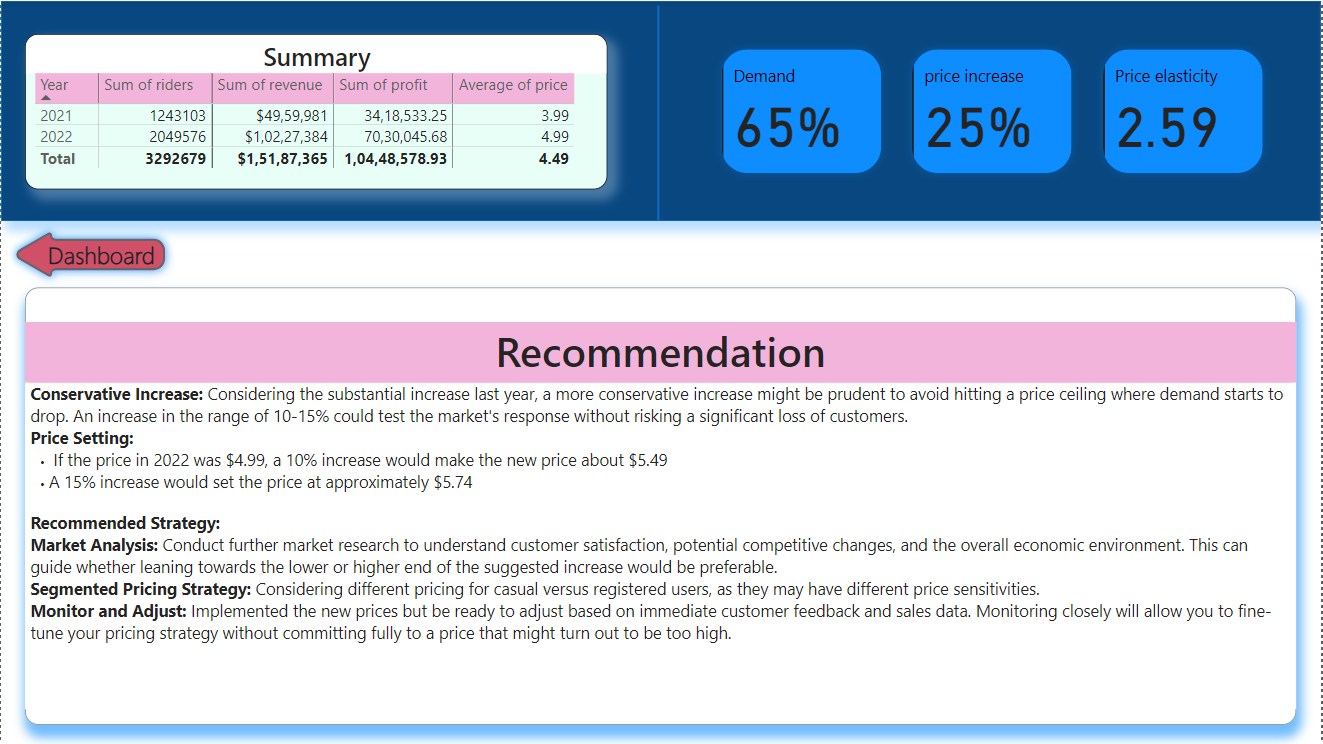 Summary
Year Sum of riders Sum of revenue Sum of profit Average of price
2021 1243103 $49,59,981 34,18,533.25 3.99
2022 2049576 $1,02,27,384 70,30,045.68 4.99
Total 3292679 $1,51,87,365 1,04,48,578.93 4.49
Demand
65%
price increase
25%
Price elasticity
2.59
Dashboard
Recommendation
Conservative Increase: Considering the substantial increase last year, a more conservative increase might be prudent to avoid hitting a price ceiling where demand starts to
drop. An increase in the range of 10-15% could test the market's response without risking a significant loss of customers.
Price Setting:
• If the price in 2022 was $4.99, a 10% increase would make the new price about $5.49
• A 15% increase would set the price at approximately $5.74
Recommended Strategy:
Market Analysis: Conduct further market research to understand customer satisfaction, potential competitive changes, and the overall economic environment. This can
guide whether leaning towards the lower or higher end of the suggested increase would be preferable.
Segmented Pricing Strategy: Considering different pricing for casual versus registered users, as they may have different price sensitivities.
Monitor and Adjust: Implemented the new prices but be ready to adjust based on immediate customer feedback and sales data. Monitoring closely will allow you to fine-
tune your pricing strategy without committing fully to a price that might turn out to be too high.